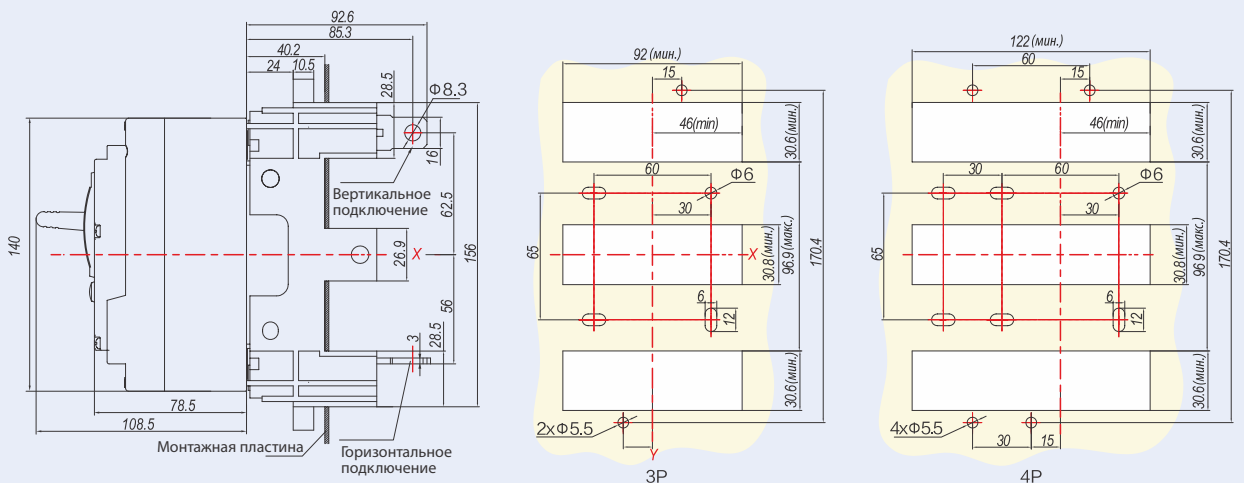 92.6
85.3
40.2
24
10.5
28.5
Φ8.3
16
Вертикальное
подключение
62.5
140
X
26.9
156
56
3
28.5
78.5
108.5
Монтажная пластина
Горизонтальное
подключение
92 (мин.)
15
46(min)
30.6(мин.)
60
Φ6
30
65
X
30.8 (мин.)
96.9 (макс.)
170.4
6
12
30.6(мин.)
2xΦ5.5
Y
3P
122 (мин.)
60
15
46(min)
30.6(мин.)
30
60
Φ6
30
65
30.8 (мин.)
96.9 (макс.)
170.4
6
12
30.6(мин.)
4xΦ5.5
30
15
4P